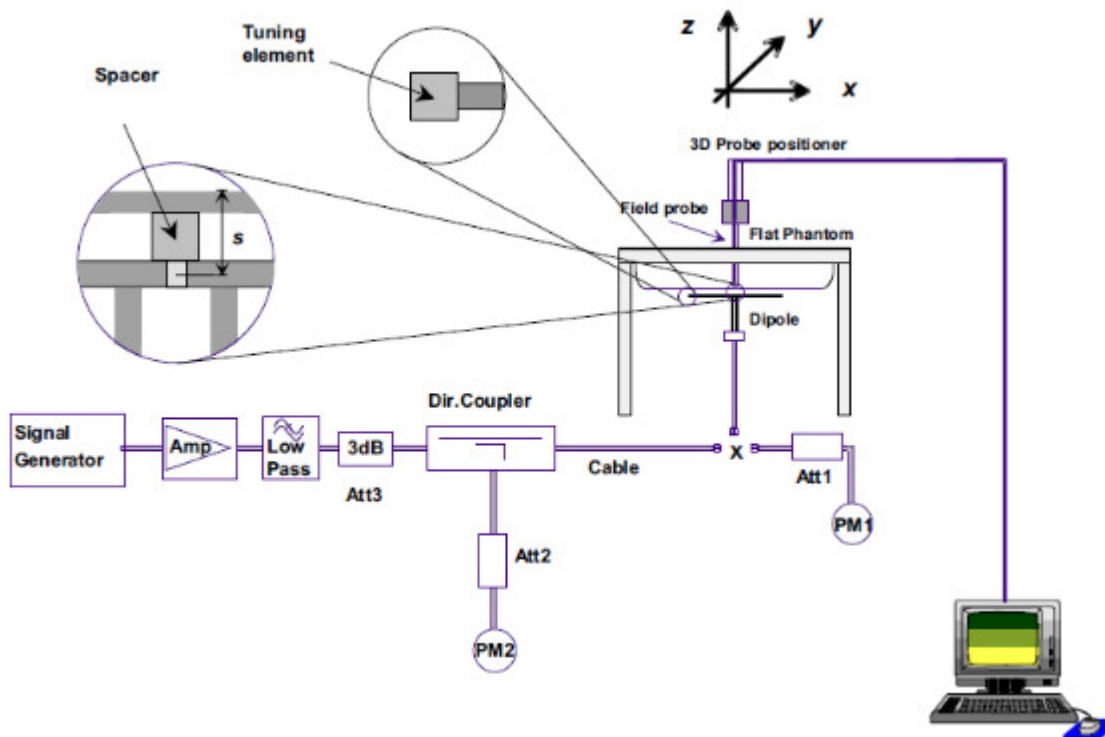 Tuning
element
Spacer
z
y
x
3D Probe positioner
Field probe
Flat Phantom
s
Dipole
Dir.Coupler
Signal
Generator
Amp
Low
Pass
3dB
Att3
Cable
X
Att1
PM1
Att2
PM2